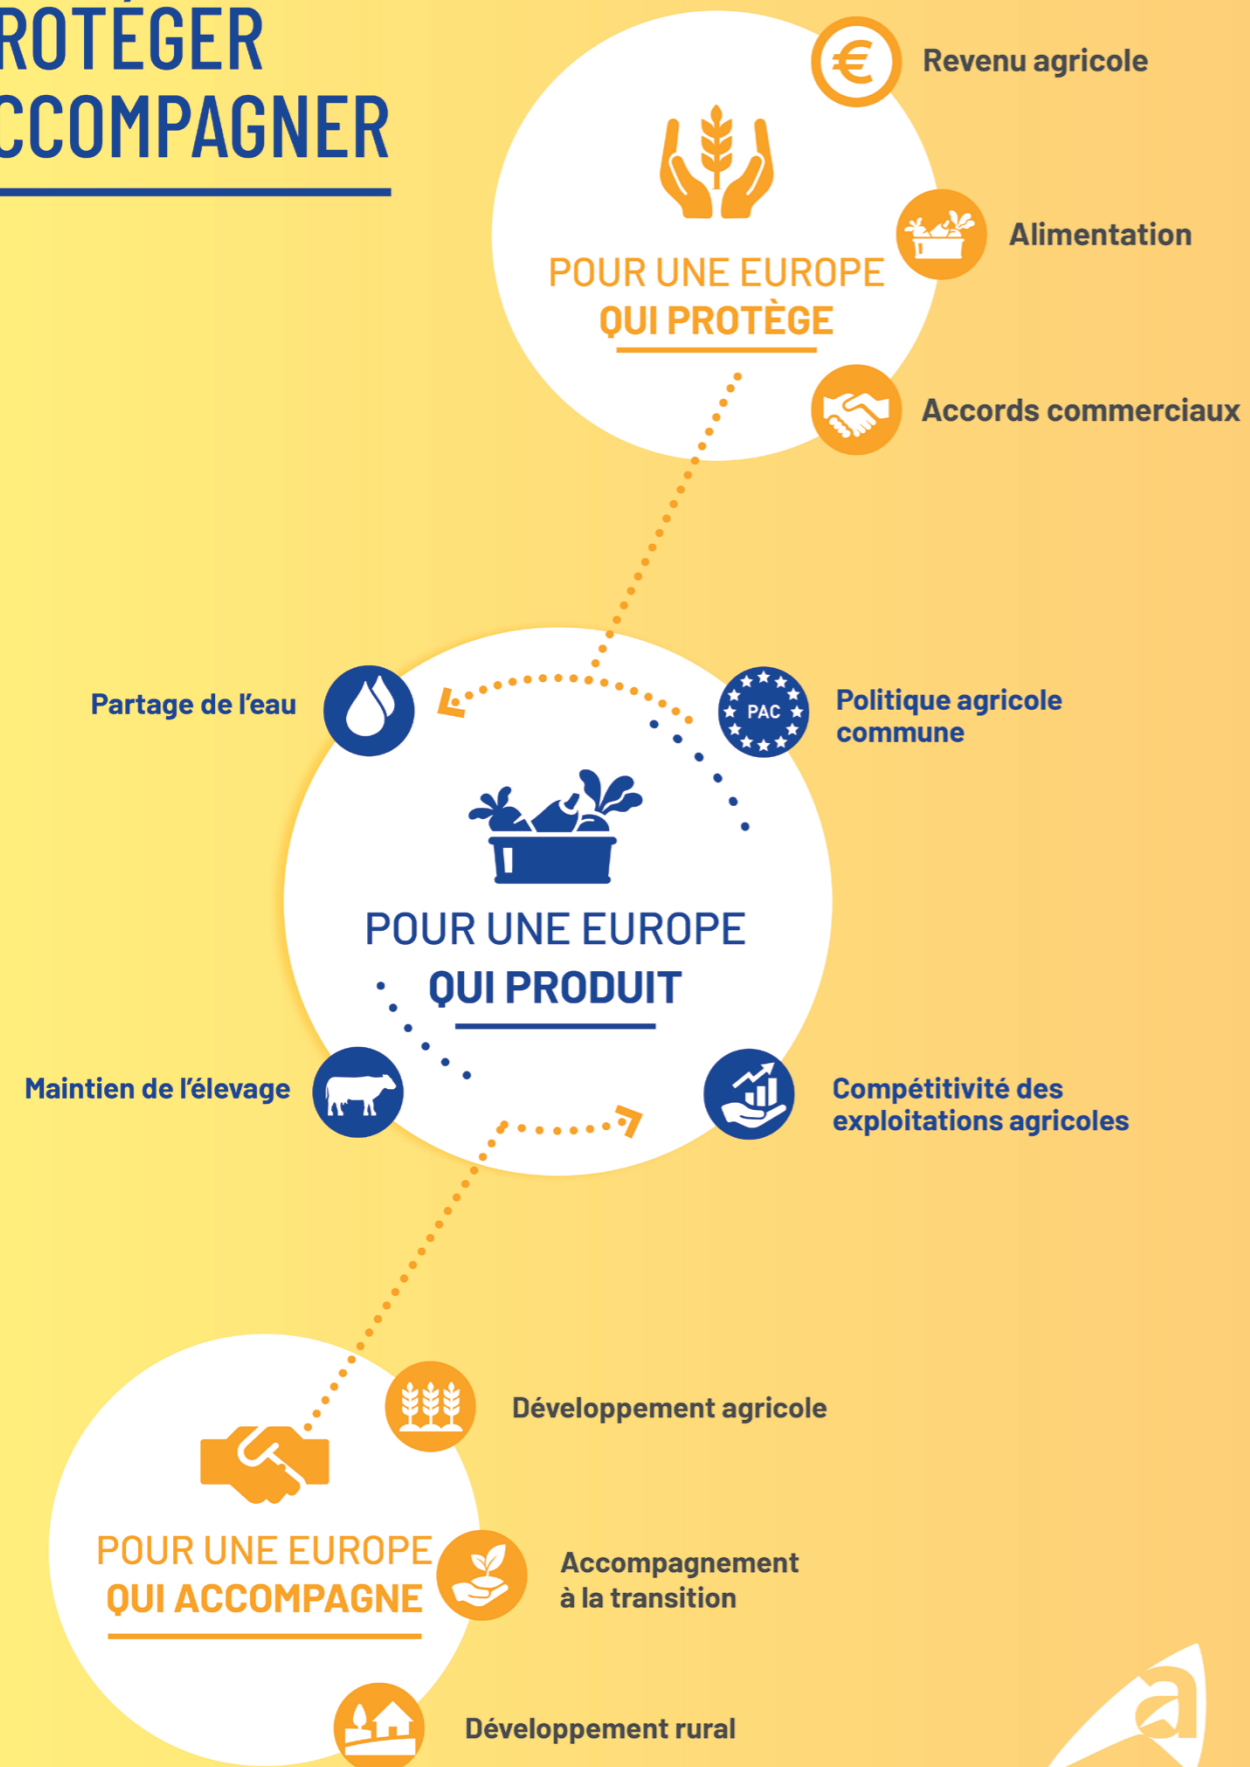 ROTÉGER
CCOMPAGNER
€
Revenu agricole
Alimentation
POUR UNE EUROPE
QUI PROTÈGE
Accords commerciaux
Partage de l'eau
PAC
Politique agricole
commune
POUR UNE EUROPE
QUI PRODUIT
Maintien de l'élevage
Compétitivité des
exploitations agricoles
Développement agricole
POUR UNE EUROPE
QUI ACCOMPAGNE
Accompagnement
à la transition
Développement rural
a